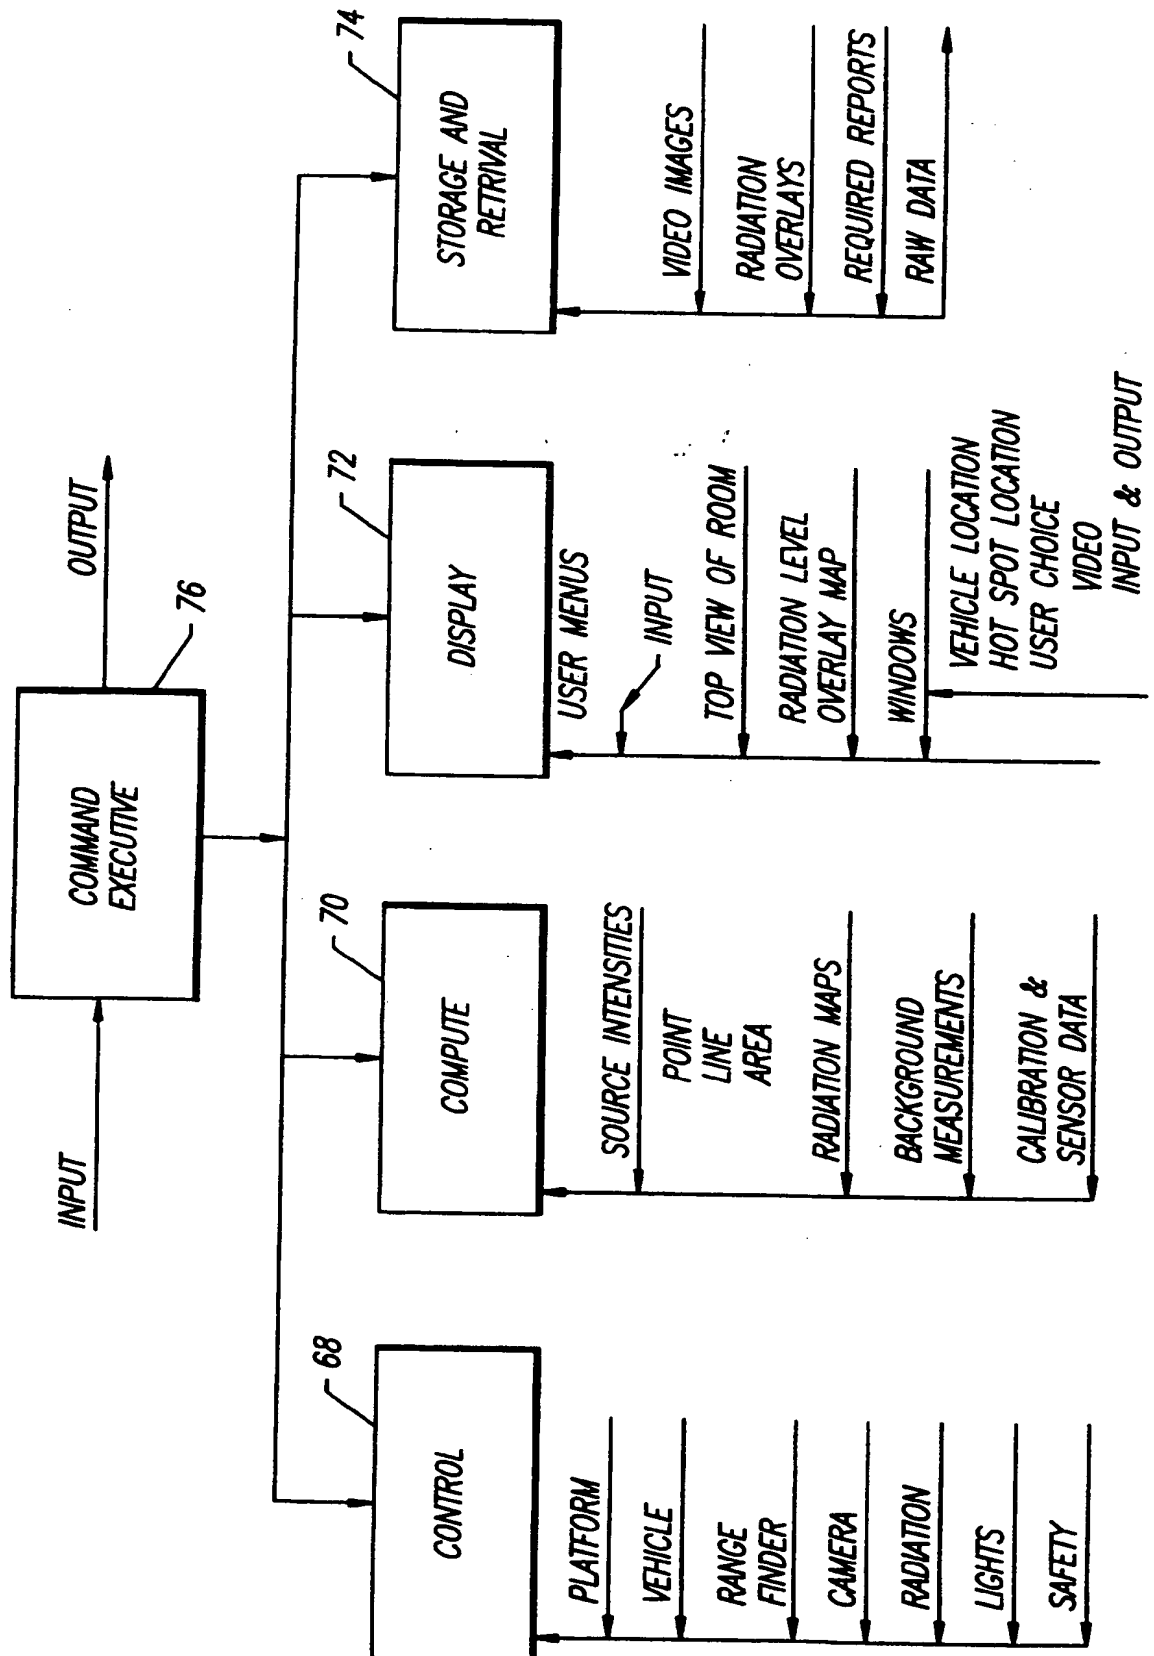 INPUT
OUTPUT
COMMAND
EXECUTIVE
76
68
CONTROL
PLATFORM
VEHICLE
RANGE
FINDER
CAMERA
RADIATION
LIGHTS
SAFETY
70
COMPUTE
SOURCE INTENSITIES
POINT
LINE
AREA
RADIATION MAPS
BACKGROUND
MEASUREMENTS
CALIBRATION &
SENSOR DATA
72
DISPLAY
USER MENUS
INPUT
TOP VIEW OF ROOM
RADIATION LEVEL
OVERLAY MAP
WINDOWS
VEHICLE LOCATION
HOT SPOT LOCATION
USER CHOICE
VIDEO
INPUT & OUTPUT
74
STORAGE AND
RETRIVAL
VIDEO IMAGES
RADIATION
OVERLAYS
REQUIRED REPORTS
RAW DATA